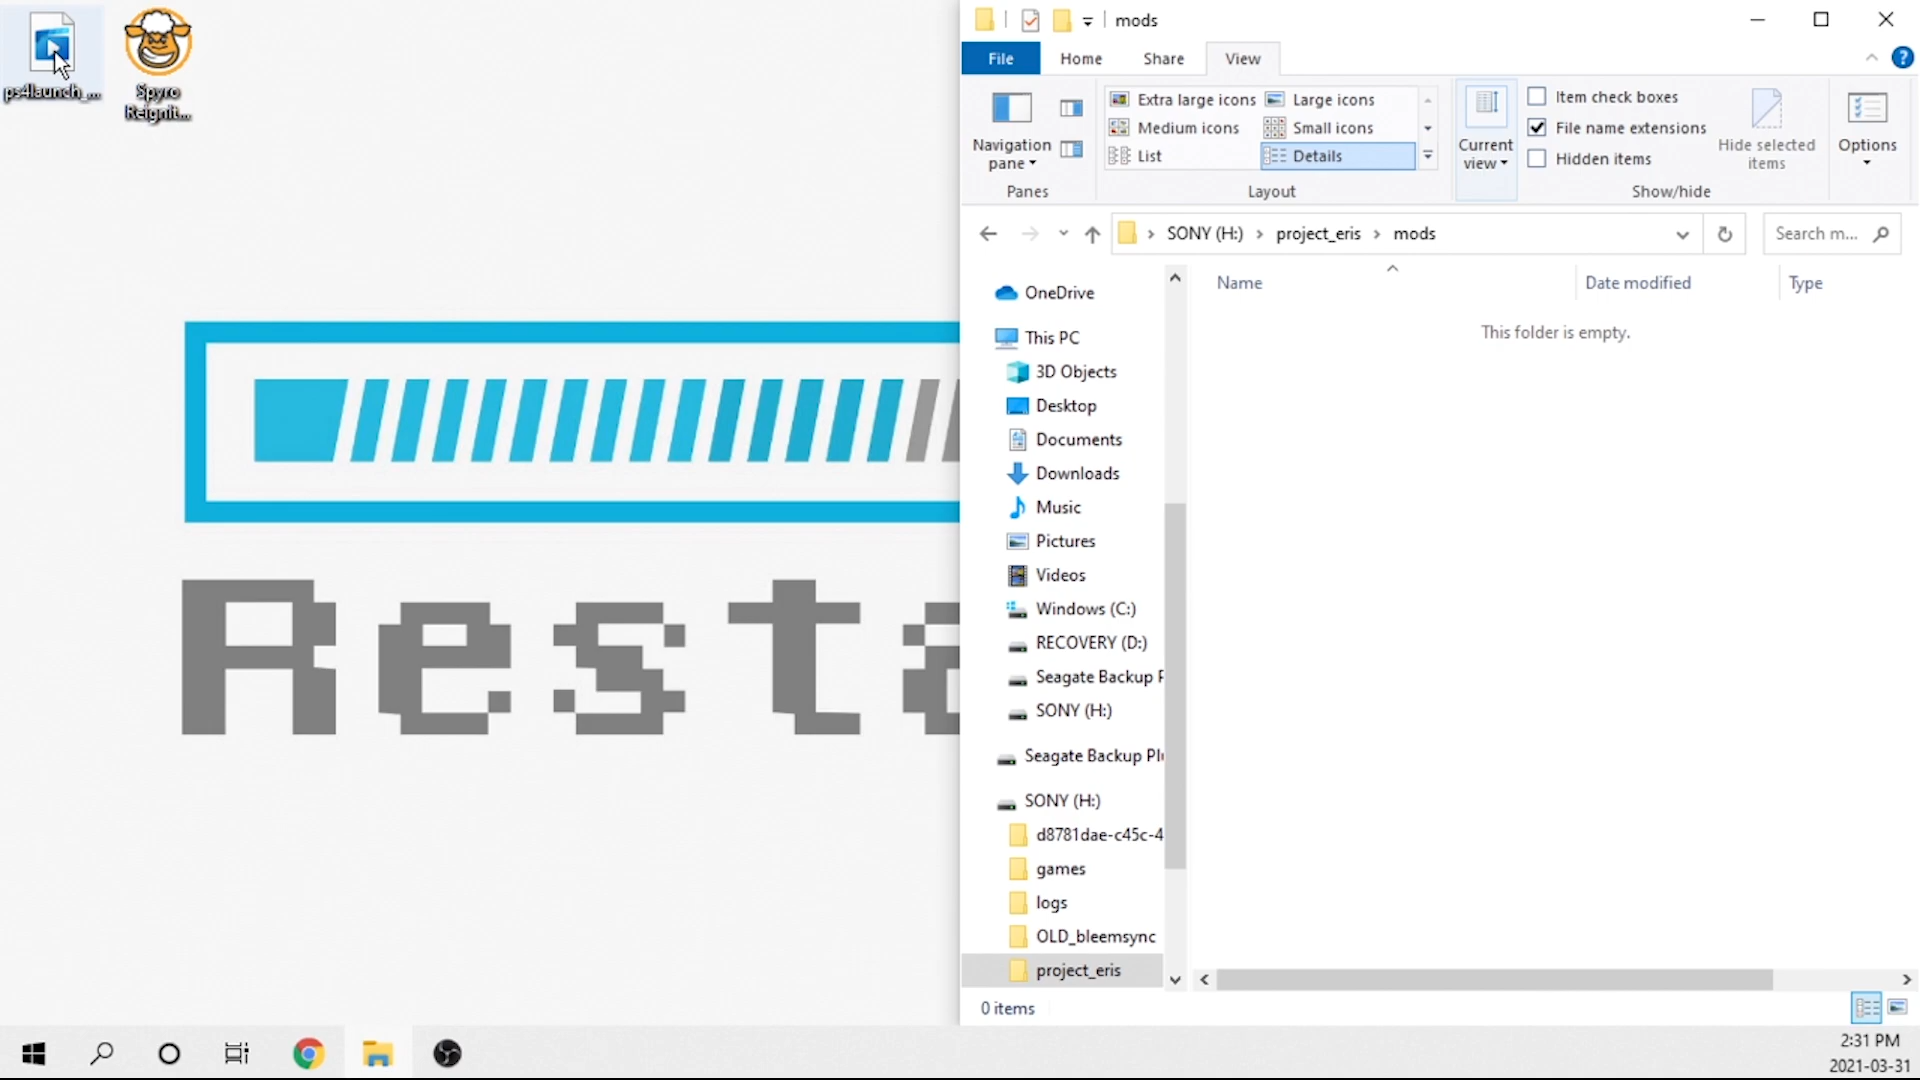 ps4launch_...
Spyro
Reignit...
Resta
mods
File
Home
Share
View
Navigation
pane
Panes
Extra large icons
Large icons
Medium icons
Small icons
List
Details
Layout
Current
view
Item check boxes
File name extensions
Hidden items
Hide selected
items
Show/hide
Options
SONY (H:)
project_eris
mods
Search m...
Name
Date modified
Type
This folder is empty.
OneDrive
This PC
3D Objects
Desktop
Documents
Downloads
Music
Pictures
Videos
Windows (C:)
RECOVERY (D:)
Seagate Backup P
SONY (H:)
Seagate Backup Plu
SONY (H:)
d8781dae-c45c-4
games
logs
OLD_bleemsync
project_eris
0 items
2:31 PM
2021-03-31